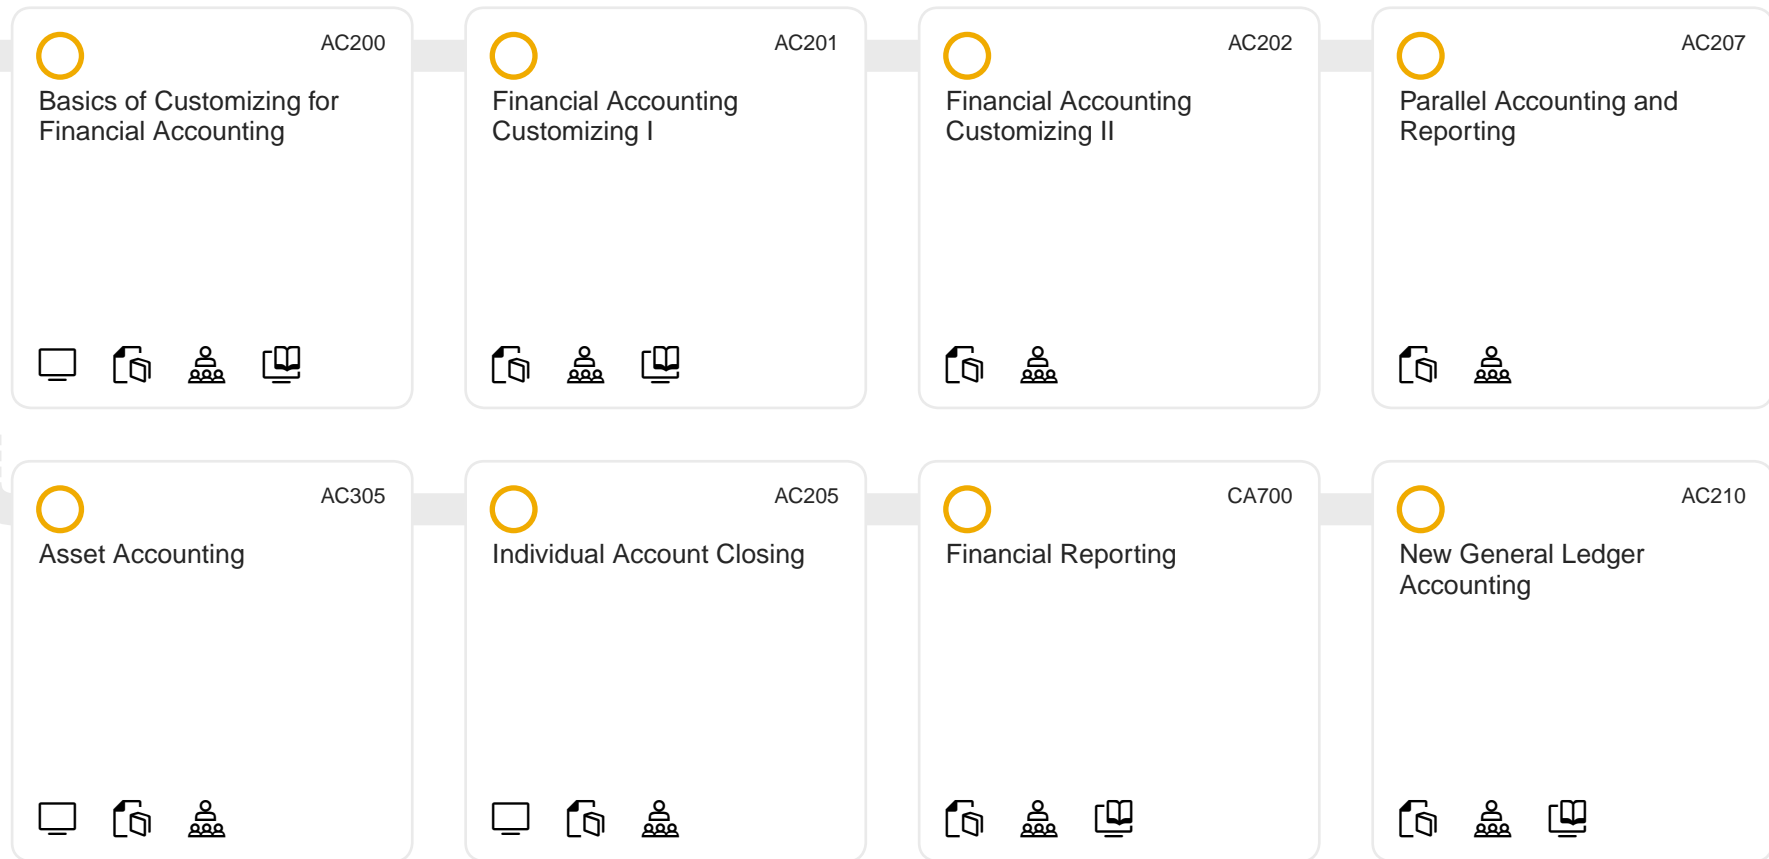 AC200
Basics of Customizing for
Financial Accounting
AC201
Financial Accounting
Customizing I
AC202
Financial Accounting
Customizing II
AC207
Parallel Accounting and
Reporting
AC305
Asset Accounting
AC205
Individual Account Closing
CA700
Financial Reporting
AC210
New General Ledger
Accounting